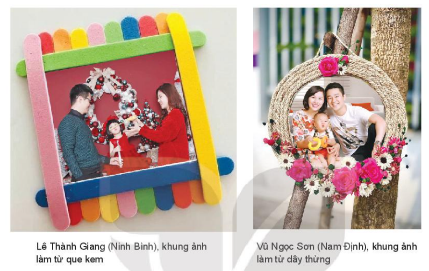 Lê Thành Giang (Ninh Bình), khung ảnh
làm từ que kem
Vũ Ngọc Sơn (Nam Định), khung ảnh
làm từ dây thừng